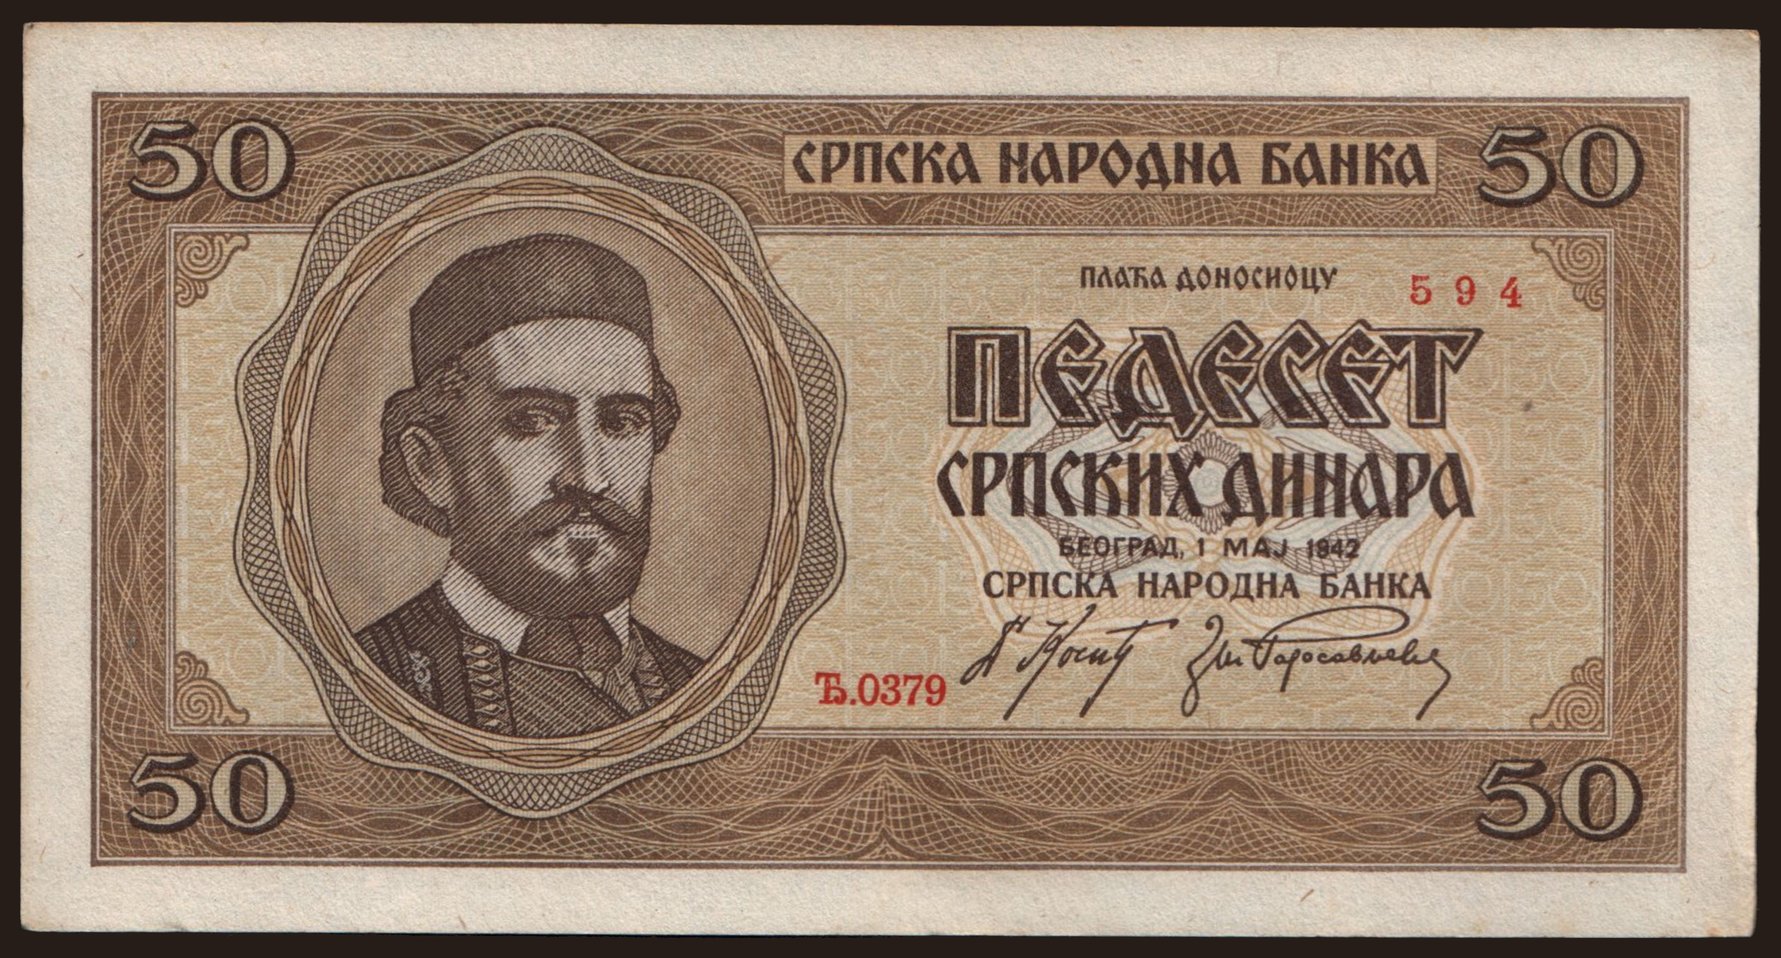 50
СРПСКА НАРОДНА БАНКА
50
ПЛАЋА ДОНОСИОЦУ
594
ПЕДЕСЕТ
СРПСКИХ ДИНАРА
БЕОГРАД, 1 МАЈ 1942
СРПСКА НАРОДНА БАНКА
Ђ.0379
50
50